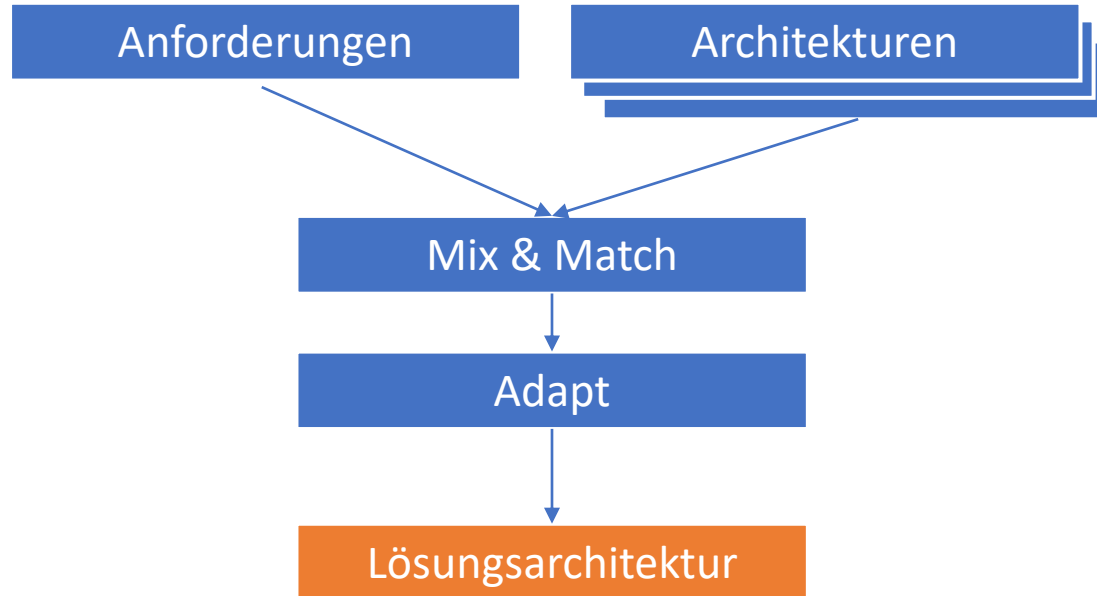 Anforderungen
Architekturen
Mix & Match
Adapt
Lösungsarchitektur